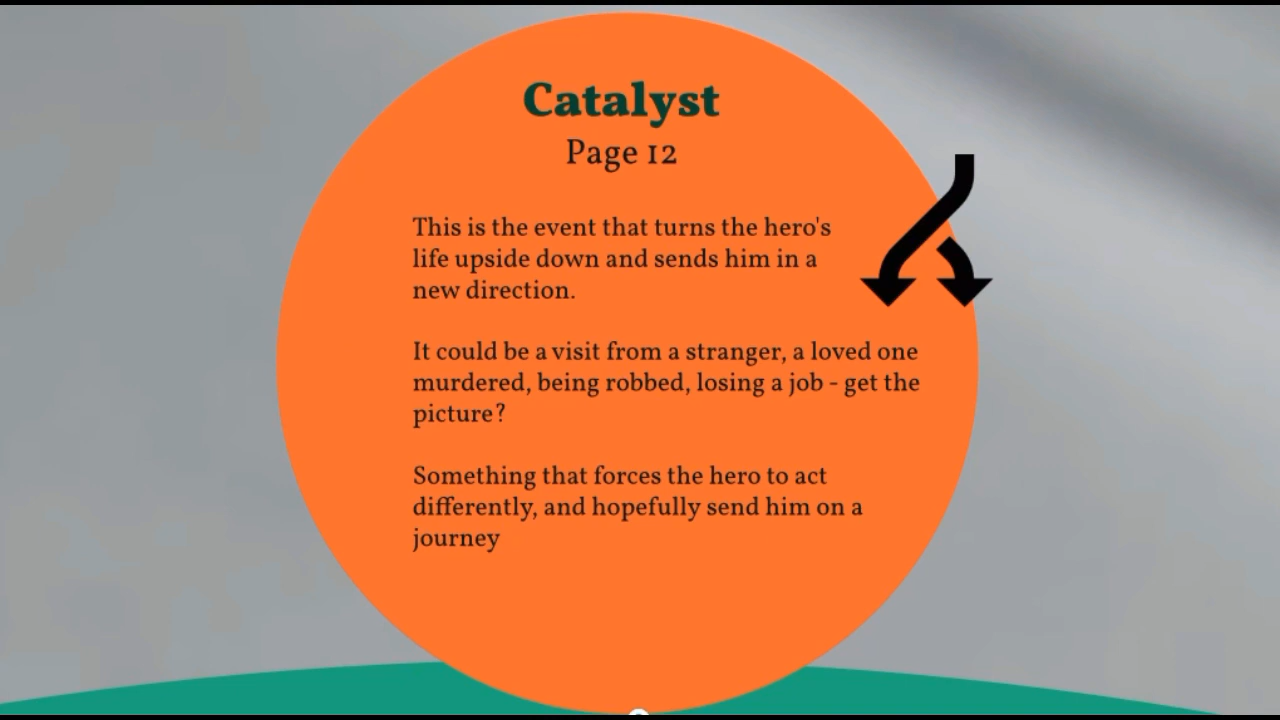 Catalyst
Page 12
This is the event that turns the hero's
life upside down and sends him in a
new direction.
It could be a visit from a stranger, a loved one
murdered, being robbed, losing a job - get the
picture?
Something that forces the hero to act
differently, and hopefully send him on a
journey